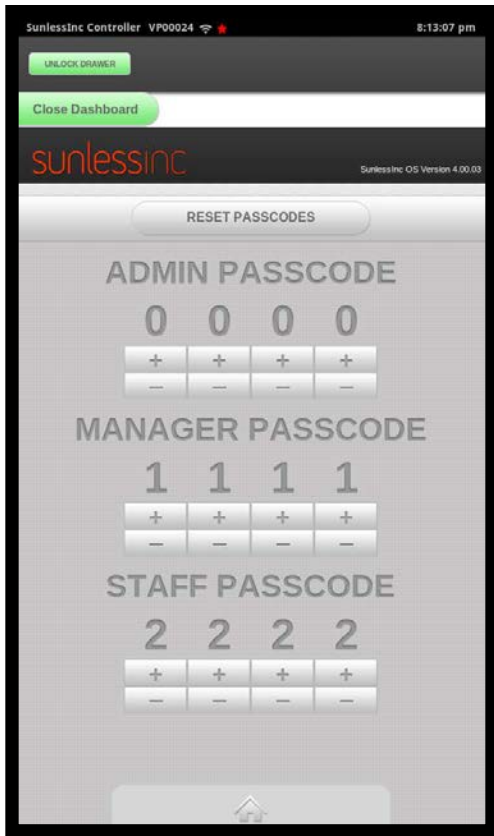 SunlessInc Controller VP00024 8:13:07 pm
UNLOCK DRAWER
Close Dashboard
sunlessinc
SunlessInc OS Version 4.00.03
RESET PASSCODES
ADMIN PASSCODE
0 0 0 0
+ + + +
— — — —
MANAGER PASSCODE
1 1 1 1
+ + + +
— — — —
STAFF PASSCODE
2 2 2 2
+ + + +
— — — —